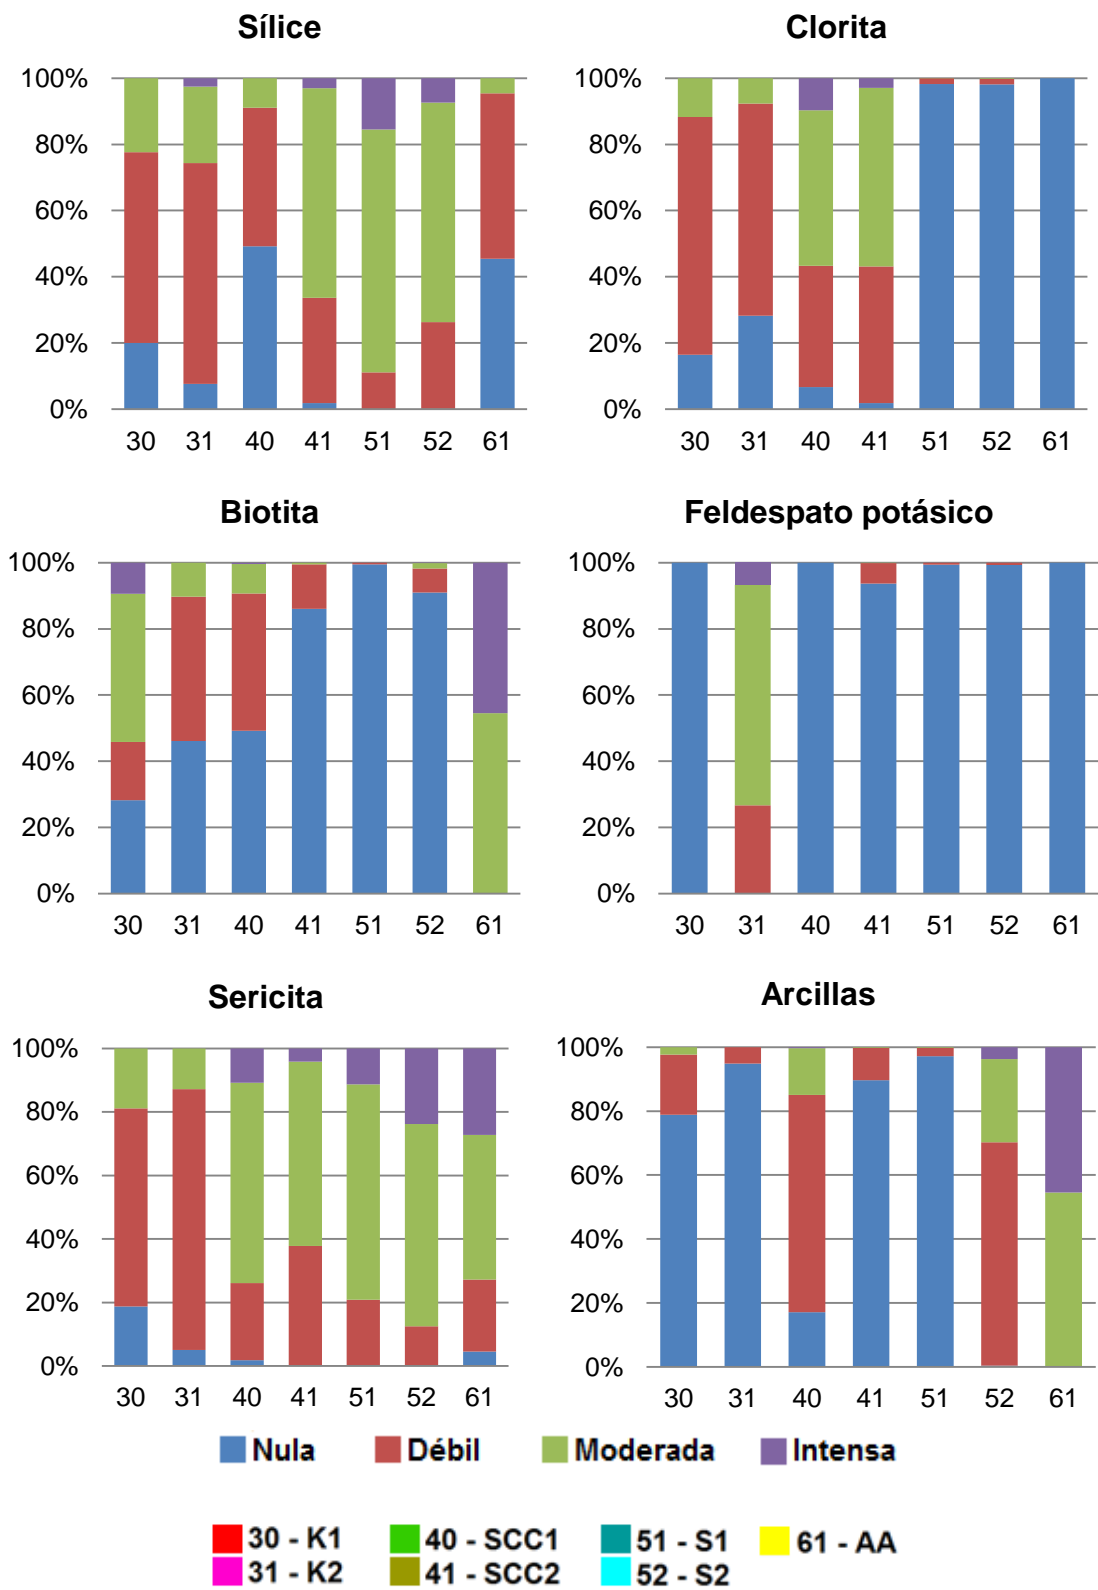 Sílice
100%
80%
60%
40%
20%
0%
30 31 40 41 51 52 61
Clorita
100%
80%
60%
40%
20%
0%
30 31 40 41 51 52 61
Biotita
100%
80%
60%
40%
20%
0%
30 31 40 41 51 52 61
Feldespato potásico
100%
80%
60%
40%
20%
0%
30 31 40 41 51 52 61
Sericita
100%
80%
60%
40%
20%
0%
30 31 40 41 51 52 61
Arcillas
100%
80%
60%
40%
20%
0%
30 31 40 41 51 52 61
Nula Débil Moderada Intensa
30 - K1 40 - SCC1 51 - S1 61 - AA
31 - K2 41 - SCC2 52 - S2